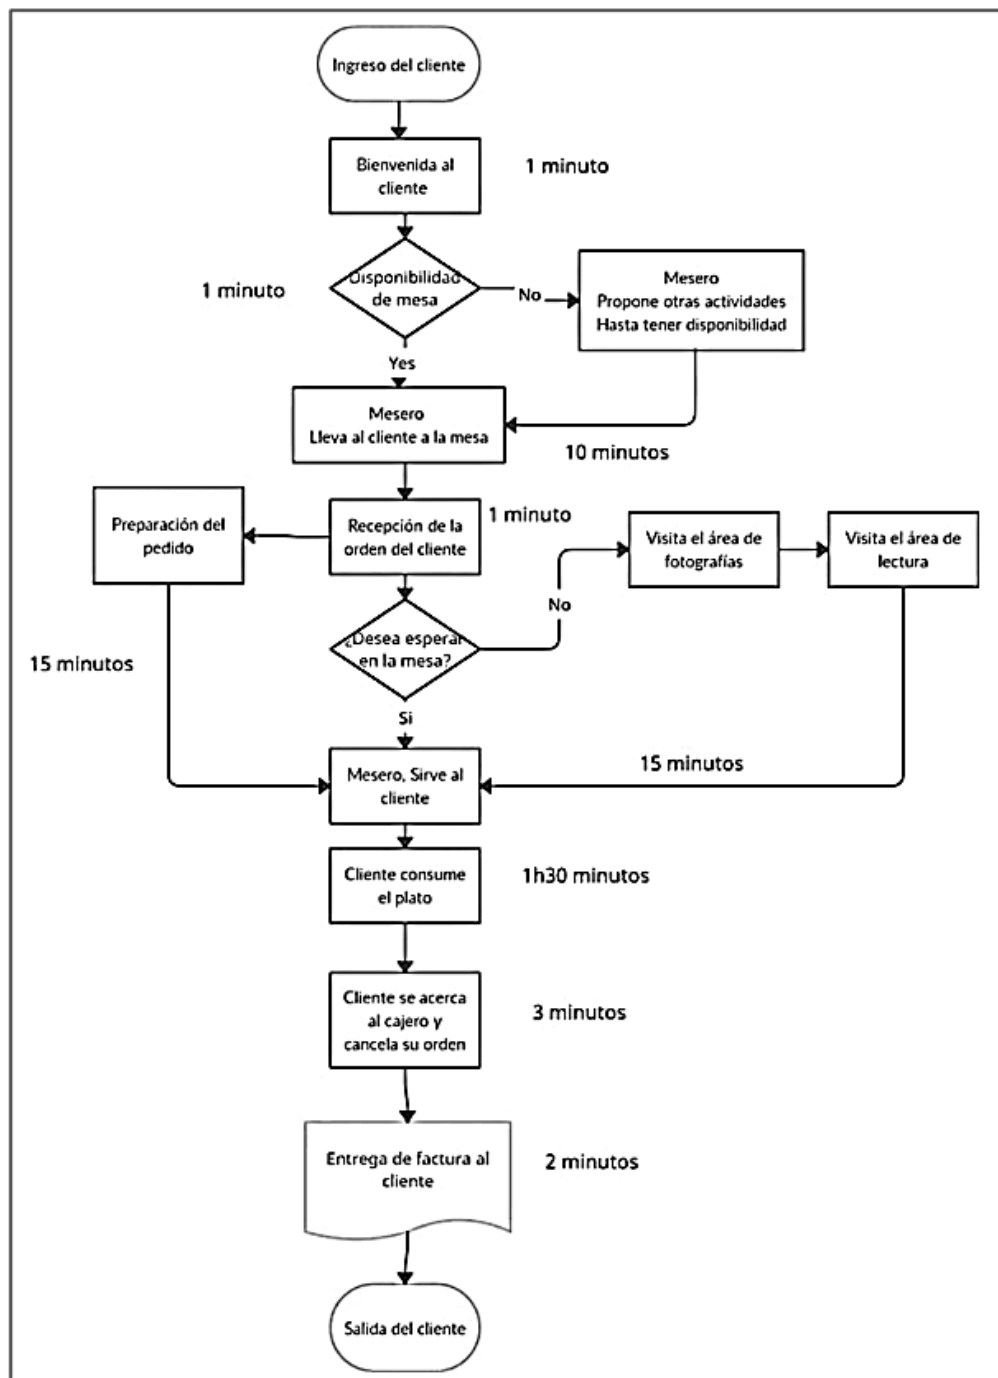 Ingreso del cliente
Bienvenida al
cliente
1 minuto
Disponibilidad
de mesa
1 minuto
No
Mesero
Propone otras actividades
Hasta tener disponibilidad
Yes
Mesero
Lleva al cliente a la mesa
10 minutos
Preparación del
pedido
Recepción de la
orden del cliente
1 minuto
Visita el área de
fotografías
Visita el área de
lectura
No
¿Desea esperar
en la mesa?
15 minutos
Si
Mesero, Sirve al
cliente
15 minutos
Cliente consume
el plato
1h30 minutos
Cliente se acerca
al cajero y
cancela su orden
3 minutos
Entrega de factura al
cliente
2 minutos
Salida del cliente